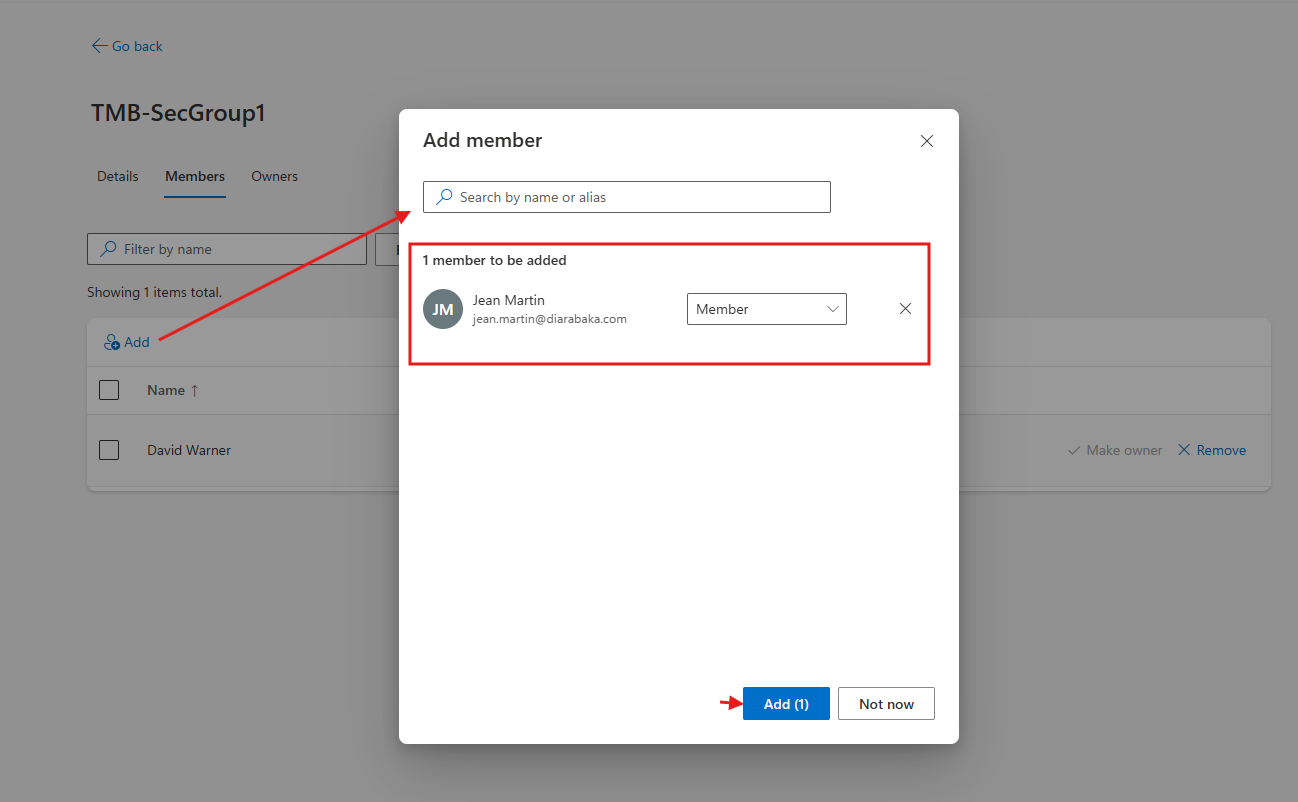 Go back
TMB-SecGroup1
Details Members Owners
Filter by name
Showing 1 items total.
Add
Name ↑
David Warner
Make owner Remove
Add member
Search by name or alias
1 member to be added
JM
Jean Martin
jean.martin@diarabaka.com
Member
Add (1) Not now